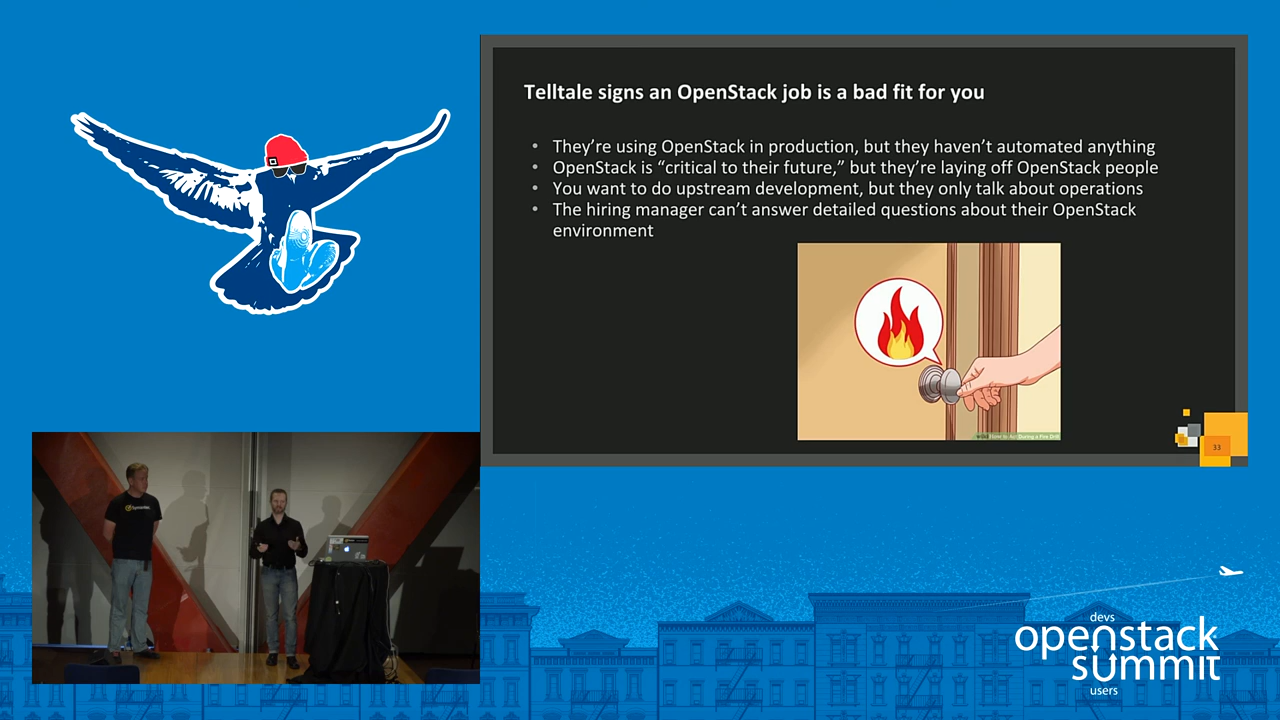 Telltale signs an OpenStack job is a bad fit for you
• They’re using OpenStack in production, but they haven’t automated anything
• OpenStack is “critical to their future,” but they’re laying off OpenStack people
• You want to do upstream development, but they only talk about operations
• The hiring manager can’t answer detailed questions about their OpenStack
environment
33
Symantec.
devs
openstack
summit
users